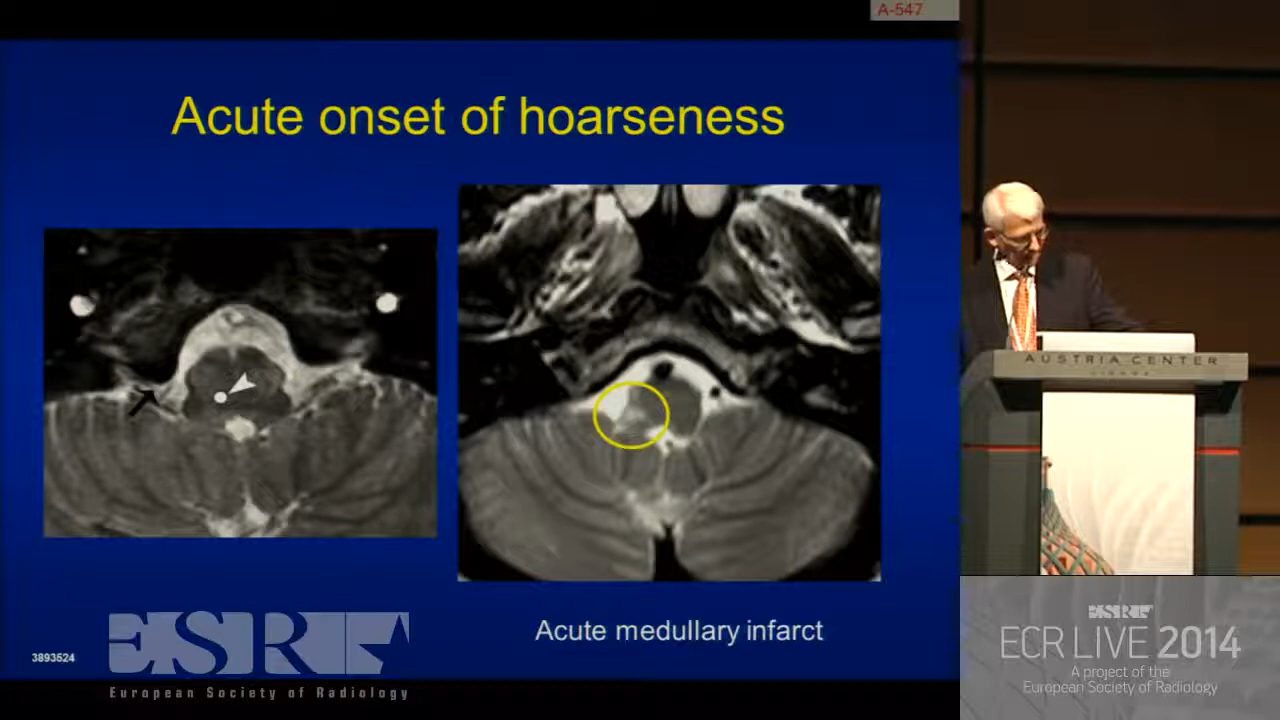 A-547
Acute onset of hoarseness
AUSTRIA CENTER
VIENNA
Acute medullary infarct
3893524
ESR
European Society of Radiology
ESR
ECR LIVE 2014
A project of the
European Society of Radiology